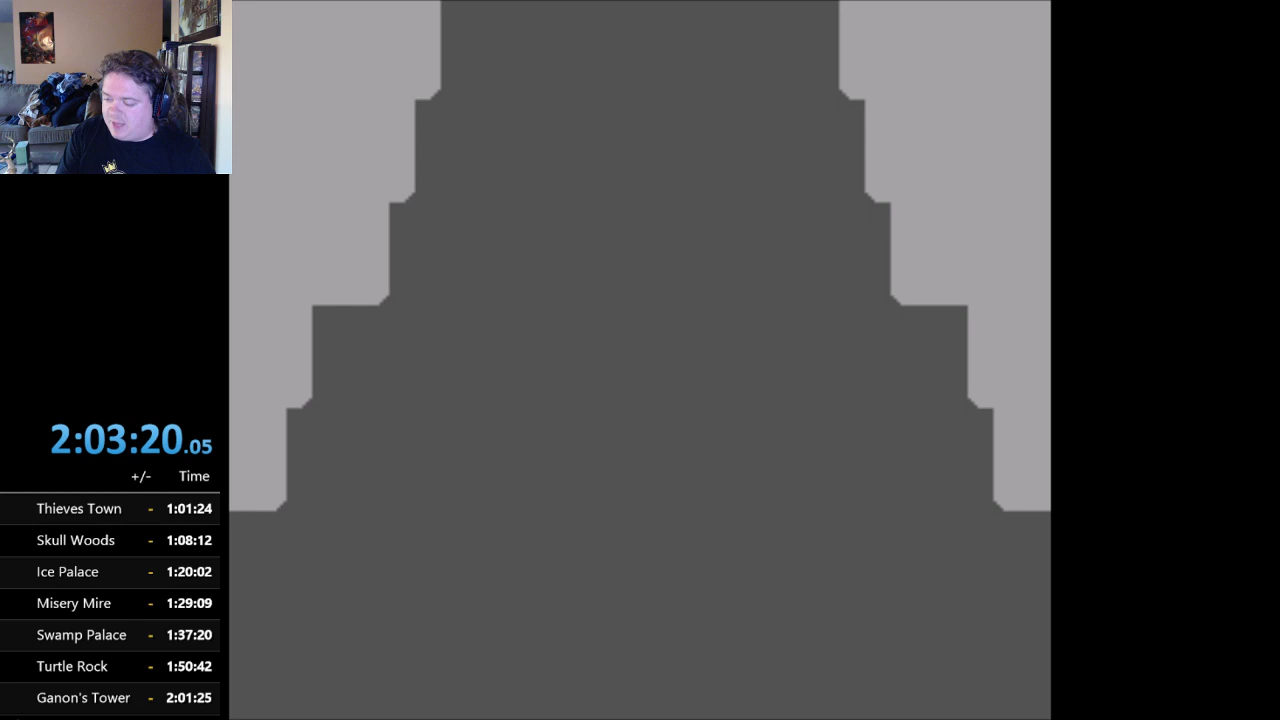 2:03:20.05
+/- Time
Thieves Town - 1:01:24
Skull Woods - 1:08:12
Ice Palace - 1:20:02
Misery Mire - 1:29:09
Swamp Palace - 1:37:20
Turtle Rock - 1:50:42
Ganon's Tower - 2:01:25